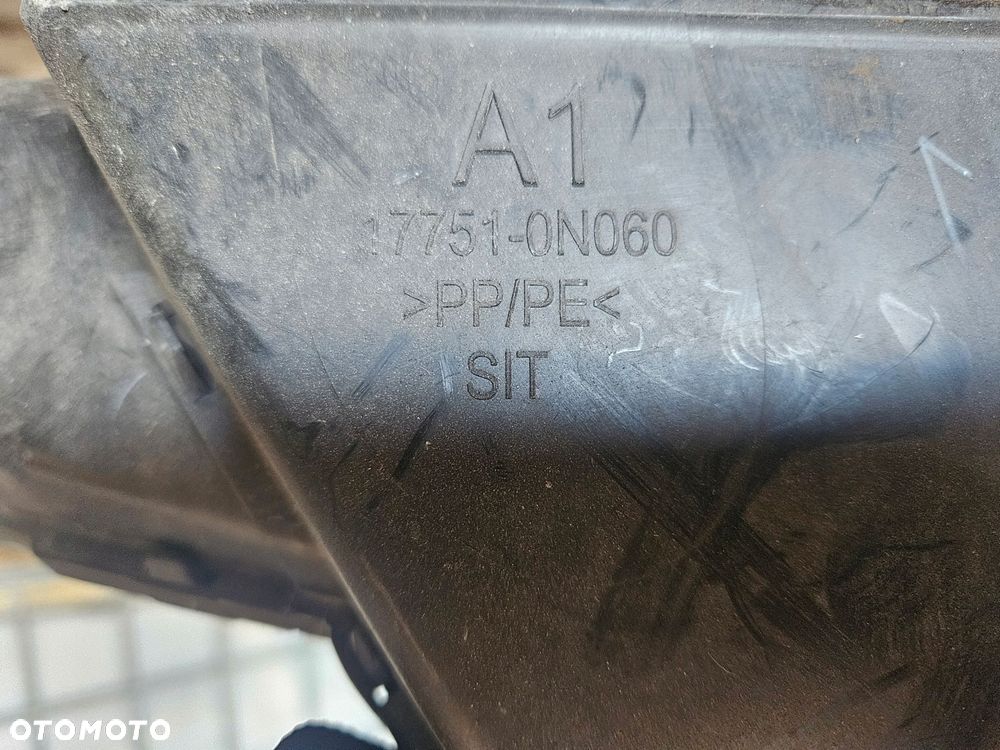 A1
17751-0N060
>PP/PE<
SIT
OTOMOTO